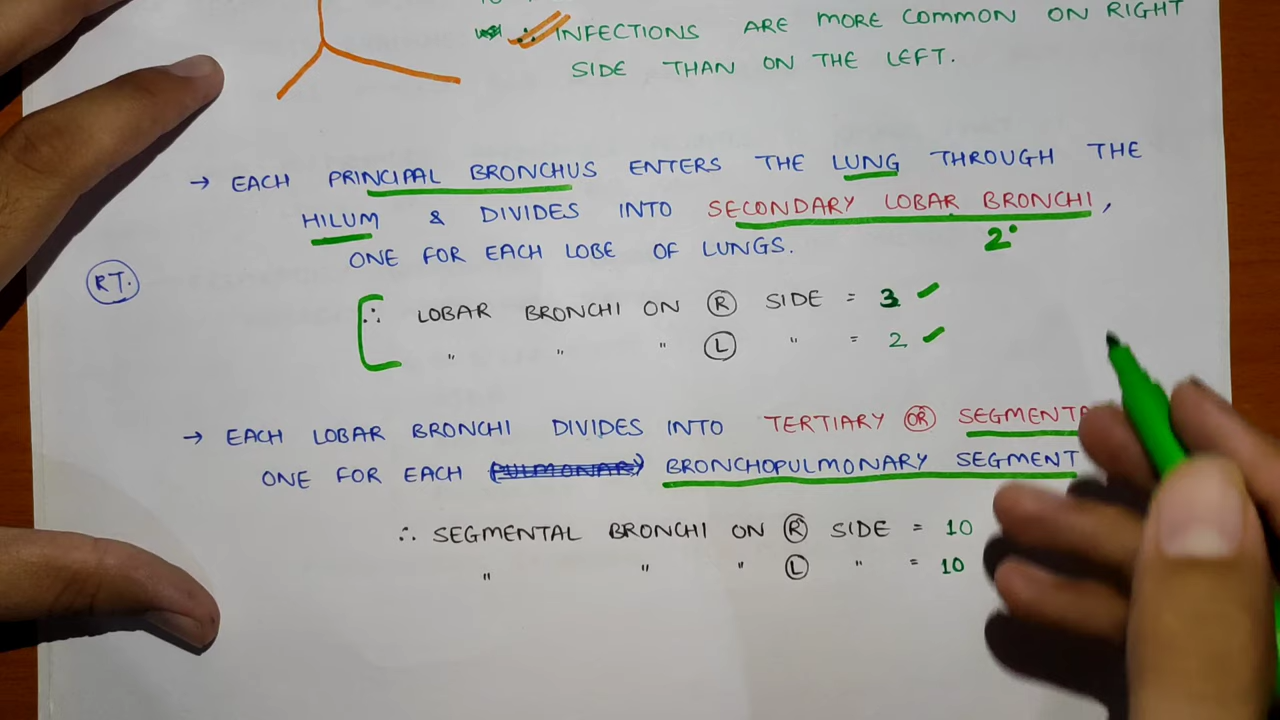 ∴ INFECTIONS ARE MORE COMMON ON RIGHT
SIDE THAN ON THE LEFT.
→ EACH PRINCIPAL BRONCHUS ENTERS THE LUNG THROUGH THE
HILUM & DIVIDES INTO SECONDARY LOBAR BRONCHI,
2°
ONE FOR EACH LOBE OF LUNGS.
RT.
∴ LOBAR BRONCHI ON R SIDE = 3
" " " L " = 2
→ EACH LOBAR BRONCHI DIVIDES INTO TERTIARY OR SEGMENTA
ONE FOR EACH BRONCHOPULMONARY SEGMENT
∴ SEGMENTAL BRONCHI ON R SIDE = 10
" " " L " = 10